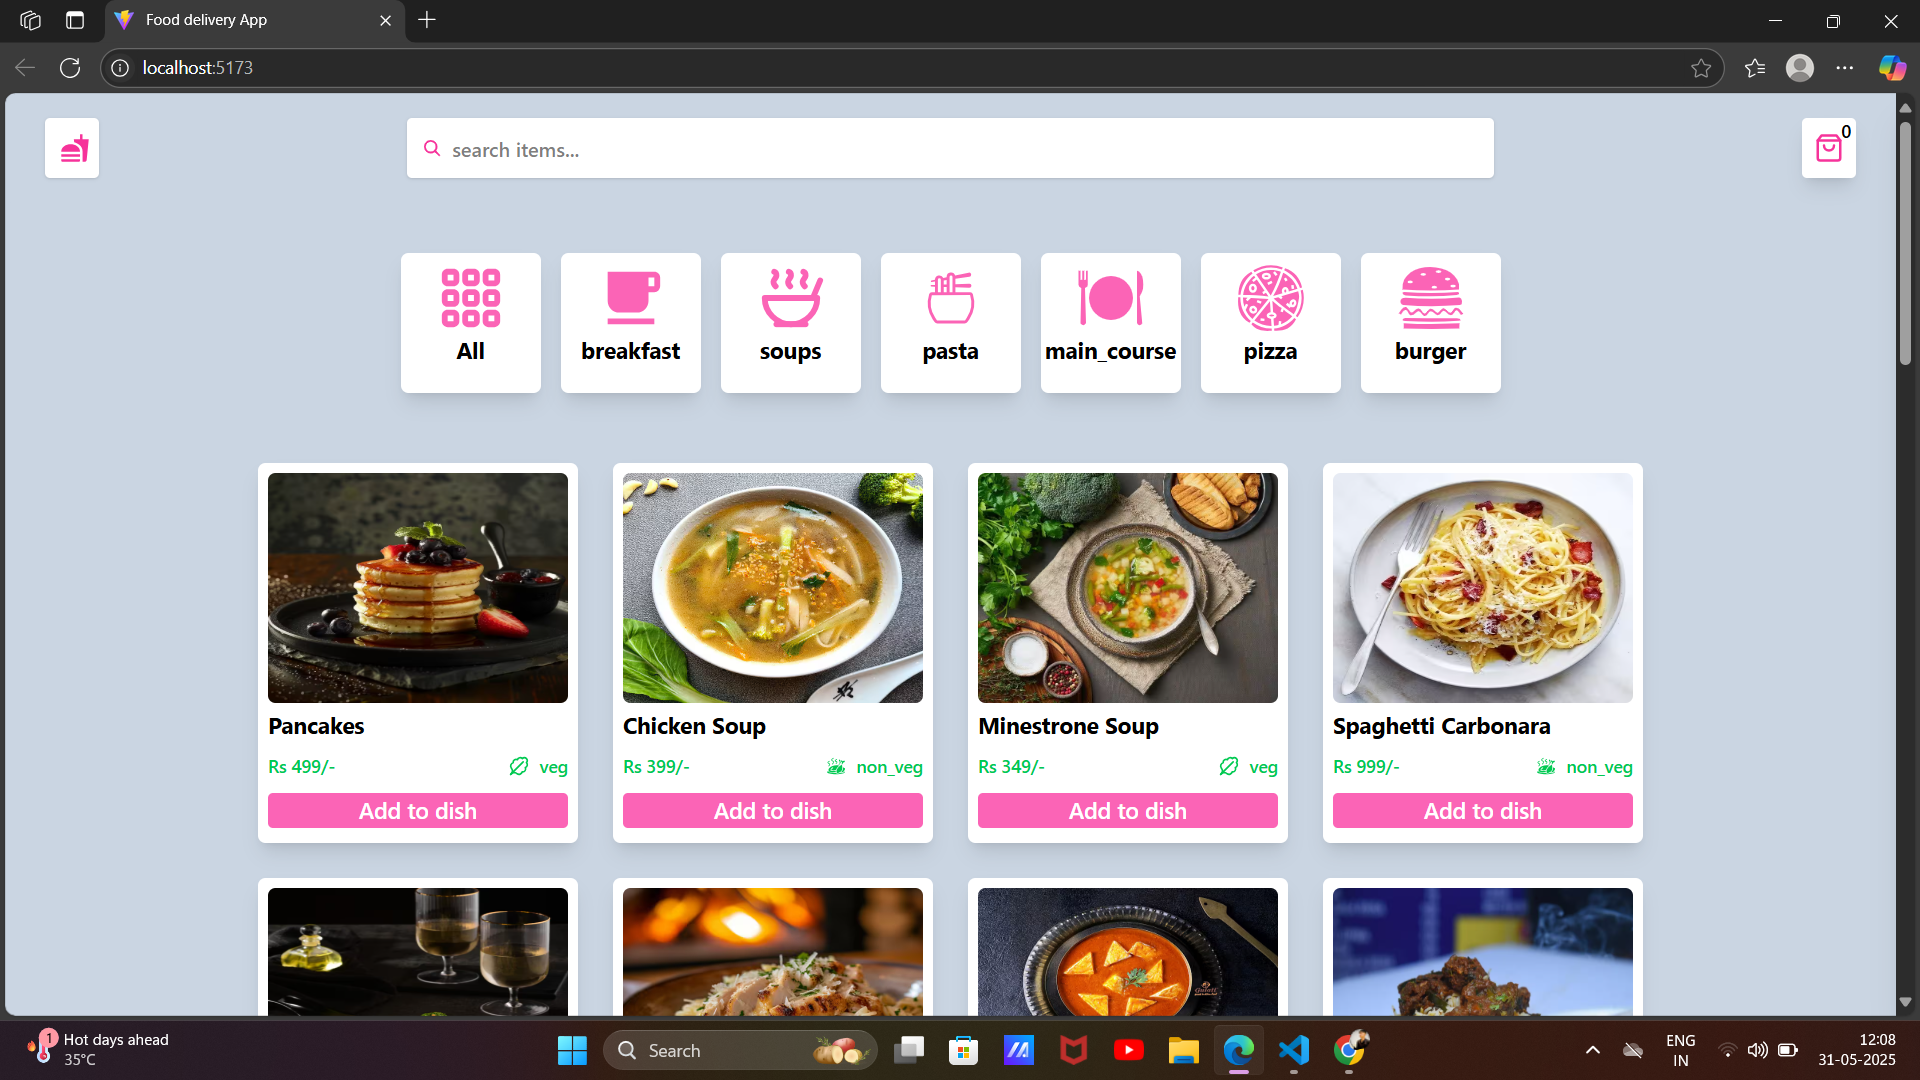 Food delivery App
localhost:5173
search items...
0
All
breakfast
soups
pasta
main_course
pizza
burger
Pancakes
Rs 499/-
veg
Add to dish
Chicken Soup
Rs 399/-
non_veg
Add to dish
Minestrone Soup
Rs 349/-
veg
Add to dish
Spaghetti Carbonara
Rs 999/-
non_veg
Add to dish
1
Hot days ahead
35°C
Search
ENG
IN
12:08
31-05-2025